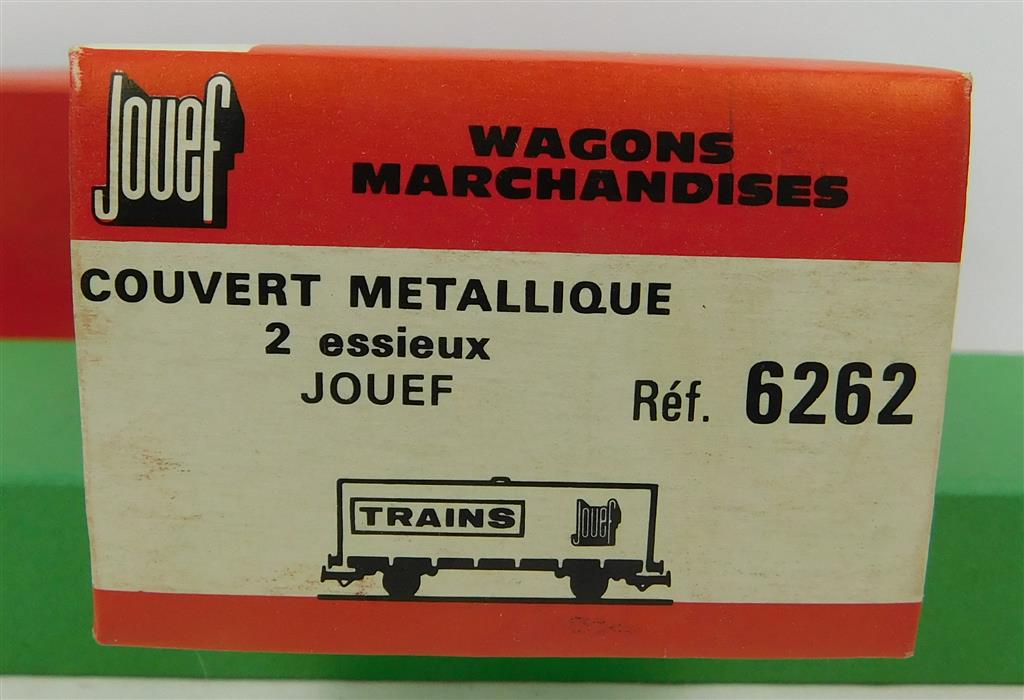 Jouef
WAGONS
MARCHANDISES
COUVERT METALLIQUE
2 essieux
JOUEF
Réf. 6262
TRAINS Jouef